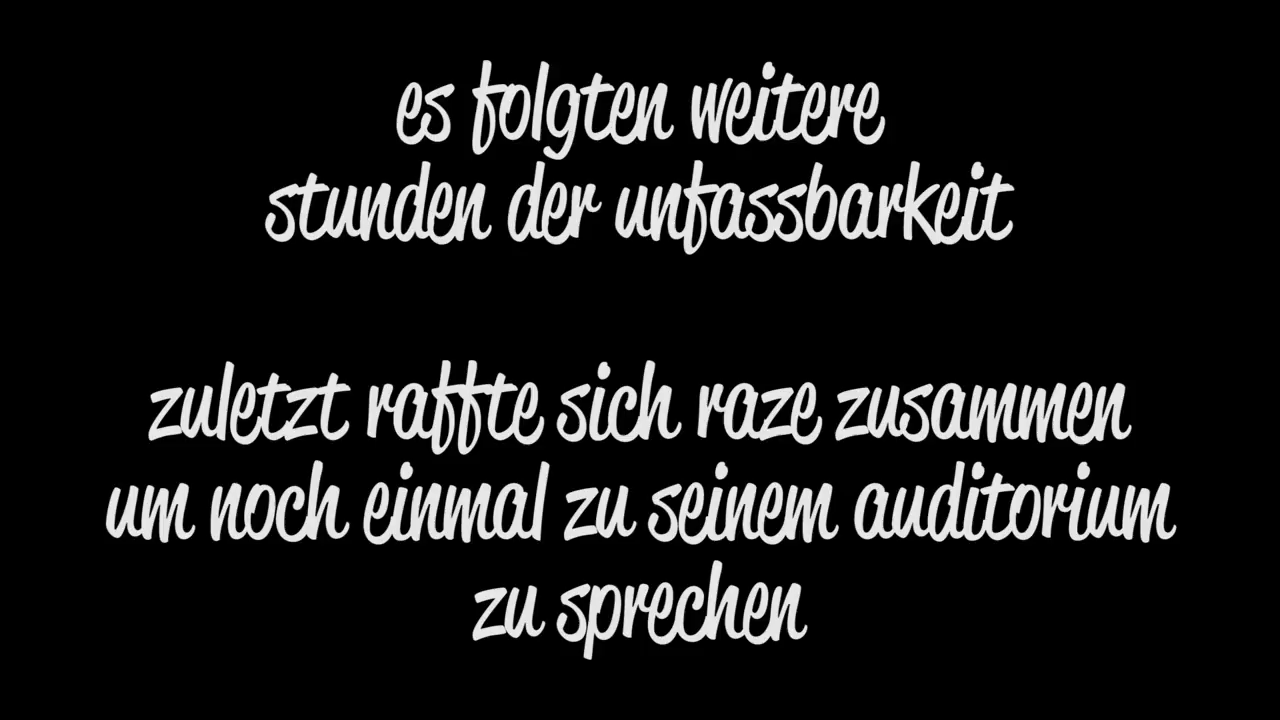 es folgten weitere
stunden der unfassbarkeit
zuletzt raffte sich raze zusammen
um noch einmal zu seinem auditorium
zu sprechen